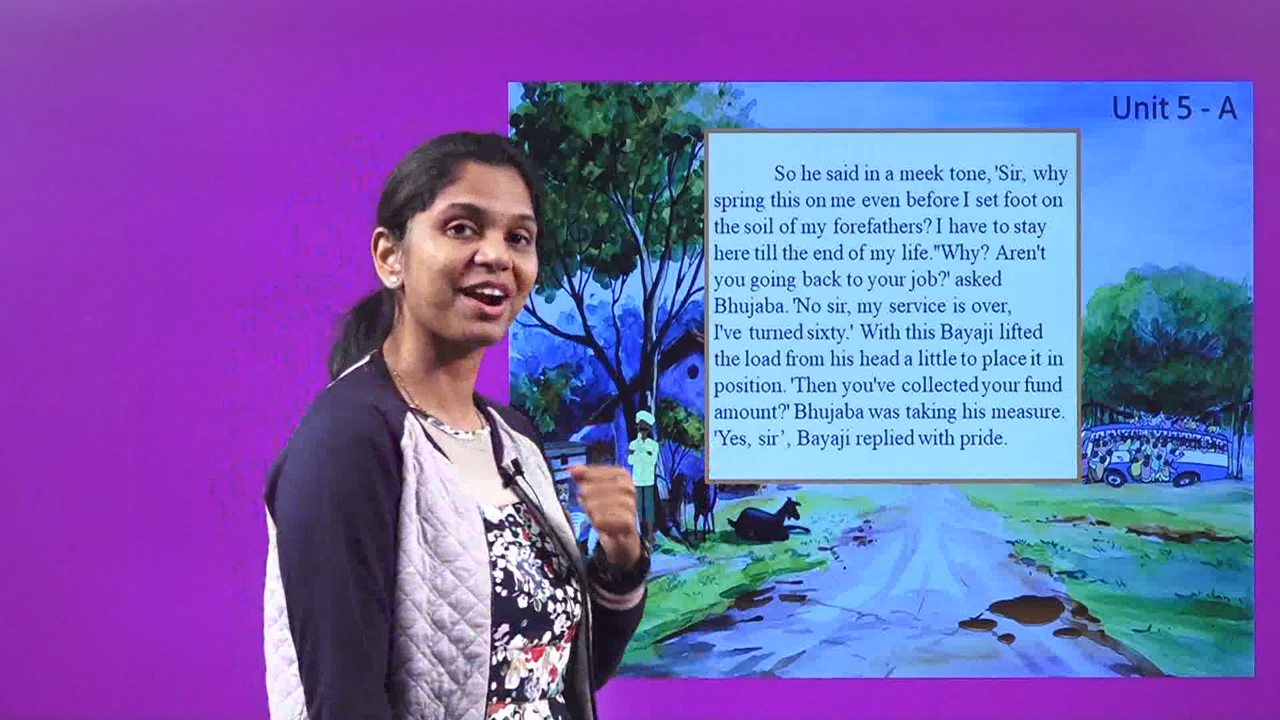 Unit 5 - A
So he said in a meek tone, 'Sir, why
spring this on me even before I set foot on
the soil of my forefathers? I have to stay
here till the end of my life."Why? Aren't
you going back to your job?' asked
Bhujaba. 'No sir, my service is over,
I've turned sixty.' With this Bayaji lifted
the load from his head a little to place it in
position. 'Then you've collected your fund
amount?' Bhujaba was taking his measure.
'Yes, sir’, Bayaji replied with pride.